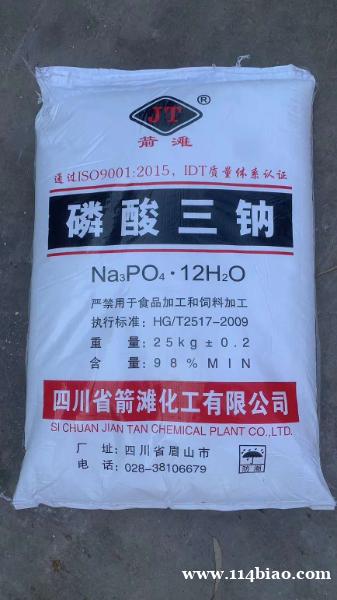 JT®
箭滩
通过ISO9001:2015，IDT质量体系认证
磷酸三钠
Na₃PO₄·12H₂O
严禁用于食品加工和饲料加工
执行标准：HG/T2517-2009
重 量：25kg±0.2
含 量：98%MIN
四川省箭滩化工有限公司
SI CHUAN JIAN TAN CHEMICAL PLANT CO.,LTD.
厂 址：四川省眉山市
电 话：028-38106679
防潮
www.114biao.com